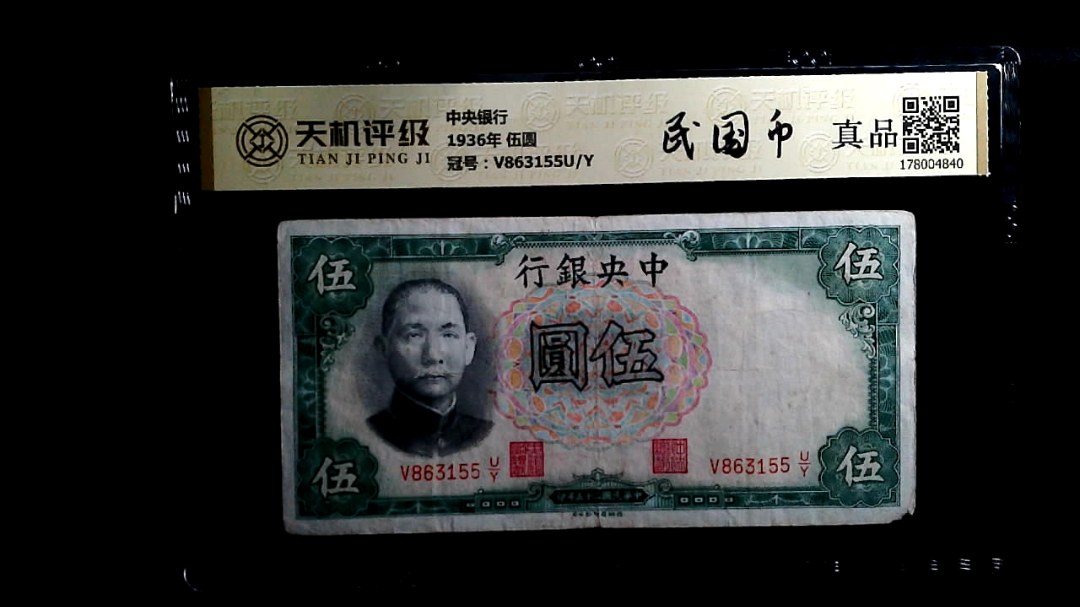 天机评级
TIAN JI PING JI
中央银行
1936年 伍圆
冠号：V863155U/Y
民国币
真品
178004840
伍
行銀央中
伍
圓伍
伍
V863155 U/Y
V863155 U/Y
伍